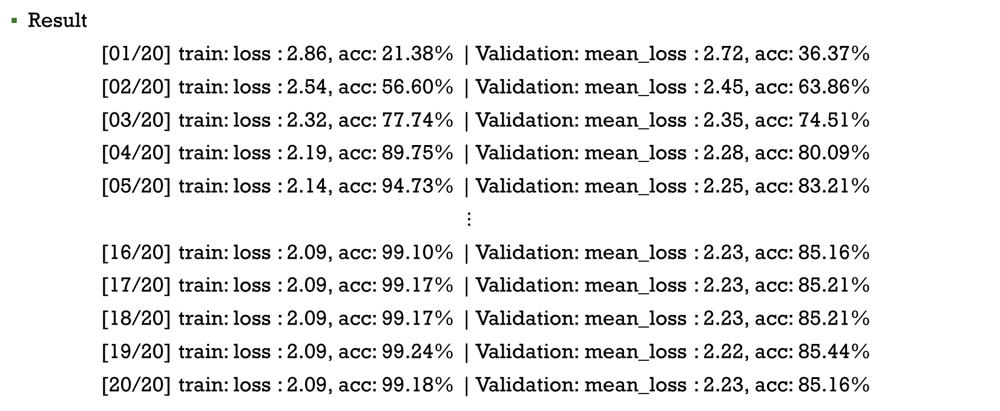 ▪ Result
[01/20] train: loss : 2.86, acc: 21.38% | Validation: mean_loss : 2.72, acc: 36.37%
[02/20] train: loss : 2.54, acc: 56.60% | Validation: mean_loss : 2.45, acc: 63.86%
[03/20] train: loss : 2.32, acc: 77.74% | Validation: mean_loss : 2.35, acc: 74.51%
[04/20] train: loss : 2.19, acc: 89.75% | Validation: mean_loss : 2.28, acc: 80.09%
[05/20] train: loss : 2.14, acc: 94.73% | Validation: mean_loss : 2.25, acc: 83.21%
⋮
[16/20] train: loss : 2.09, acc: 99.10% | Validation: mean_loss : 2.23, acc: 85.16%
[17/20] train: loss : 2.09, acc: 99.17% | Validation: mean_loss : 2.23, acc: 85.21%
[18/20] train: loss : 2.09, acc: 99.17% | Validation: mean_loss : 2.23, acc: 85.21%
[19/20] train: loss : 2.09, acc: 99.24% | Validation: mean_loss : 2.22, acc: 85.44%
[20/20] train: loss : 2.09, acc: 99.18% | Validation: mean_loss : 2.23, acc: 85.16%